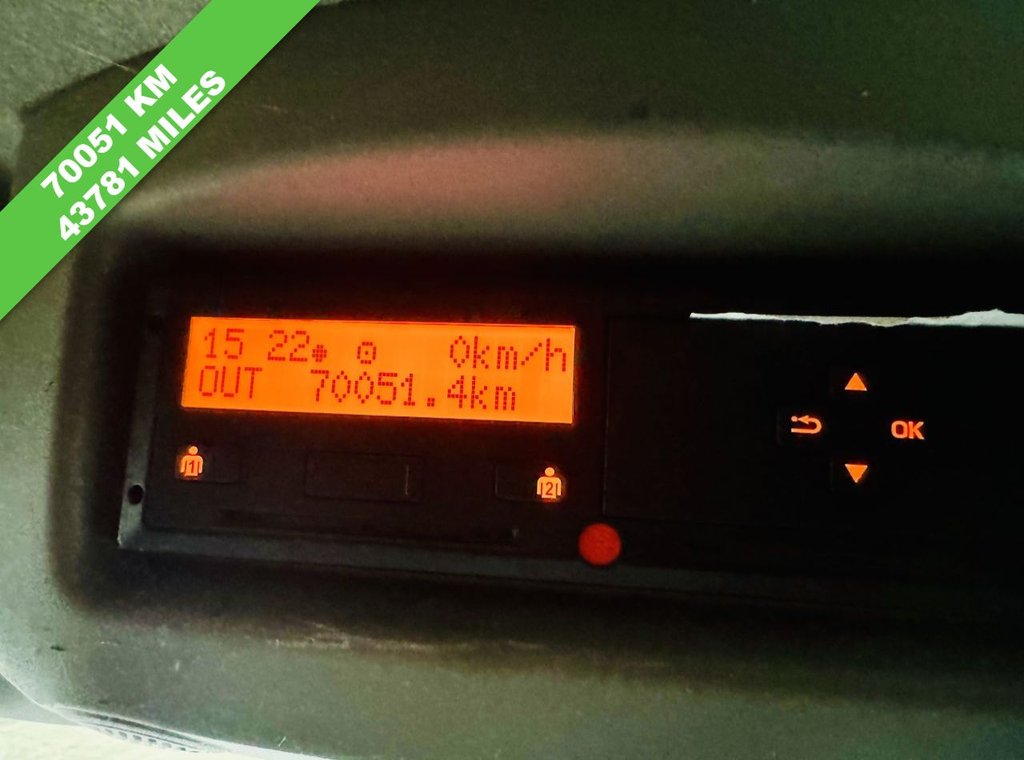 70051 KM
43781 MILES
15 22 0km/h
OUT 70051.4km
1
2
OK